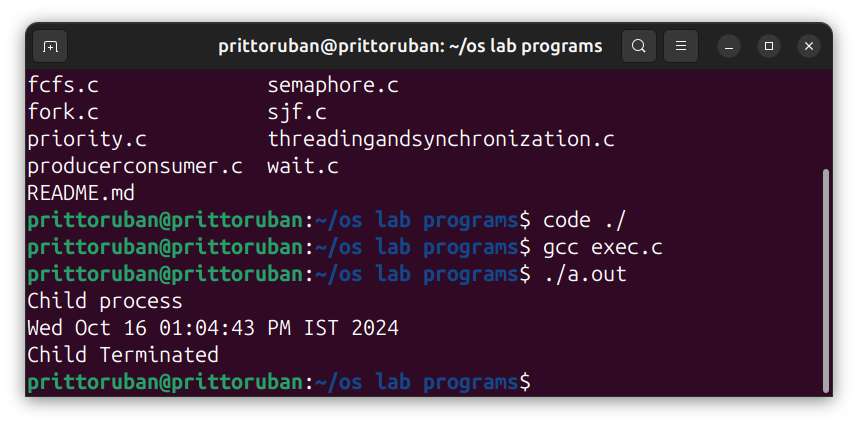 prittoruban@prittoruban: ~/os lab programs
fcfs.c semaphore.c
fork.c sjf.c
priority.c threadingandsynchronization.c
producerconsumer.c wait.c
README.md
prittoruban@prittoruban:~/os lab programs$ code ./
prittoruban@prittoruban:~/os lab programs$ gcc exec.c
prittoruban@prittoruban:~/os lab programs$ ./a.out
Child process
Wed Oct 16 01:04:43 PM IST 2024
Child Terminated
prittoruban@prittoruban:~/os lab programs$